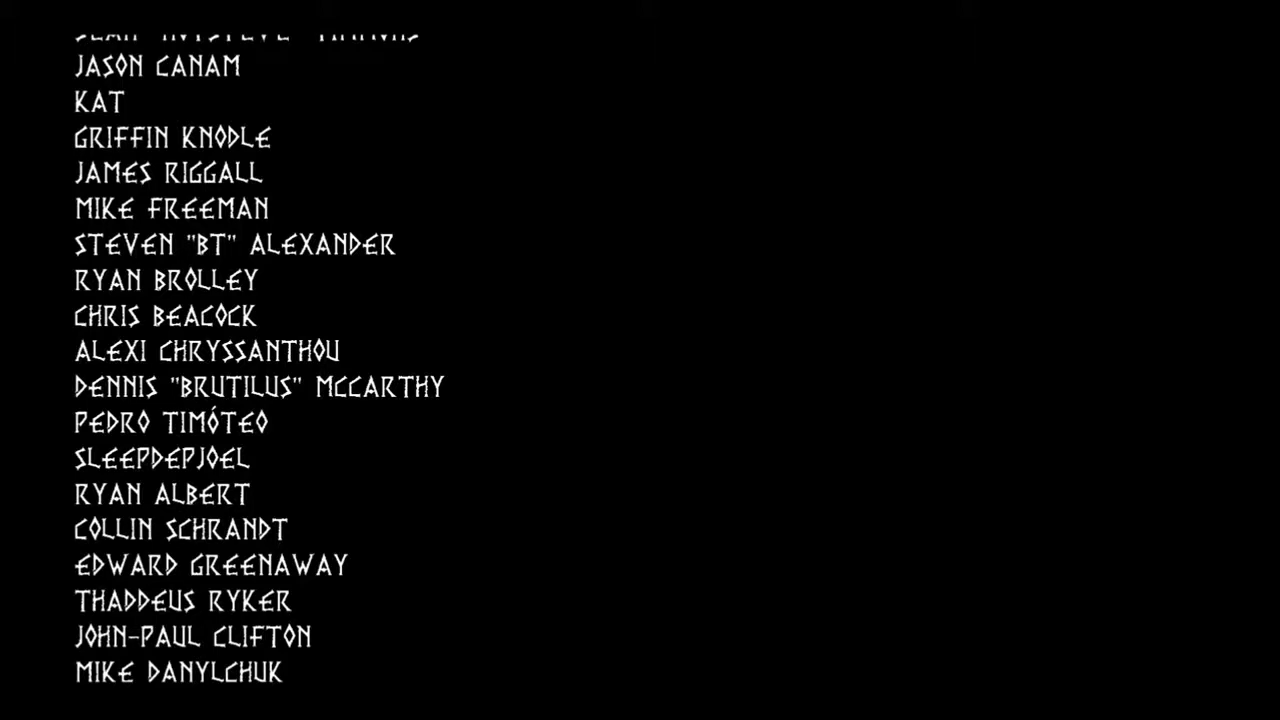 JASON CANAM
KAT
GRIFFIN KNODLE
JAMES RIGGALL
MIKE FREEMAN
STEVEN "BT" ALEXANDER
RYAN BROLLEY
CHRIS BEACOCK
ALEXI CHRYSSANTHOU
DENNIS "BRUTILUS" MCCARTHY
PEDRO TIMÓTEO
SLEEPDEPJOEL
RYAN ALBERT
COLLIN SCHRANDT
EDWARD GREENAWAY
THADDEUS RYKER
JOHN-PAUL CLIFTON
MIKE DANYLCHUK